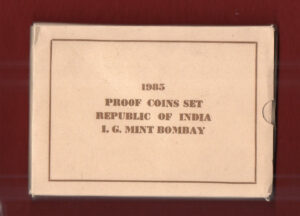 1985
PROOF COINS SET
REPUBLIC OF INDIA
I. G. MINT BOMBAY